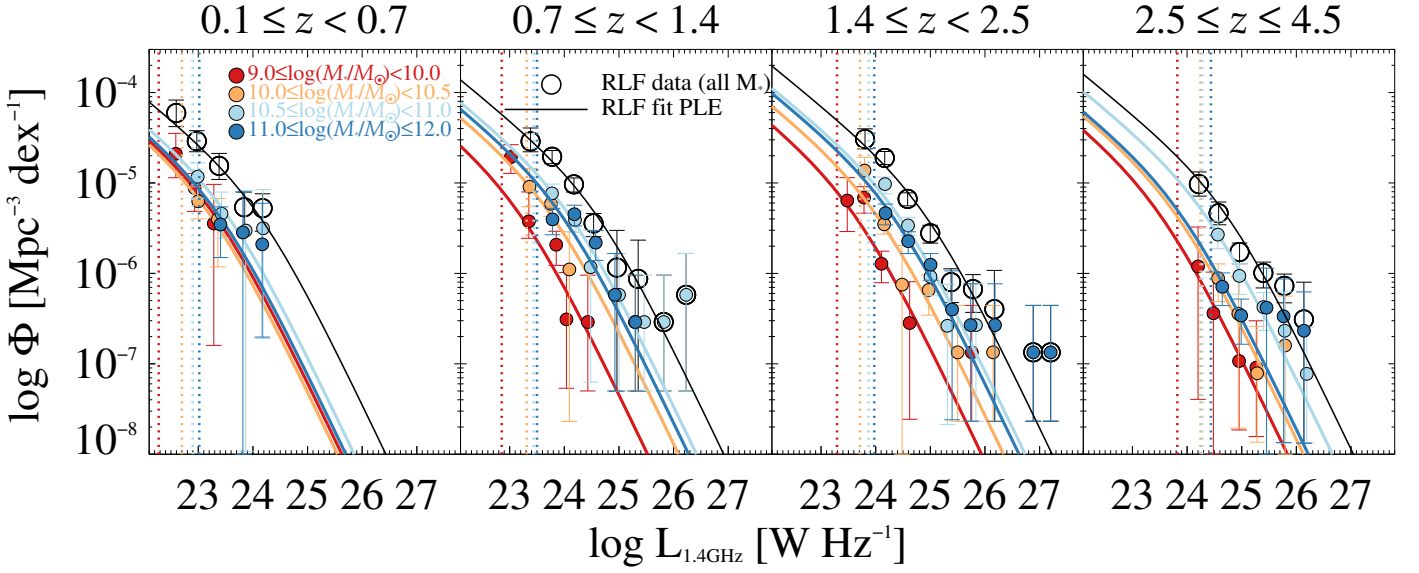 0.1 ≤ z < 0.7 0.7 ≤ z < 1.4 1.4 ≤ z < 2.5 2.5 ≤ z ≤ 4.5
9.0≤log(M*/M⊙)<10.0
10.0≤log(M*/M⊙)<10.5
10.5≤log(M*/M⊙)<11.0
11.0≤log(M*/M⊙)≤12.0
RLF data (all M*)
RLF fit PLE
10⁻⁴
10⁻⁵
10⁻⁶
10⁻⁷
10⁻⁸
log Φ [Mpc⁻³ dex⁻¹]
23 24 25 26 27 23 24 25 26 27 23 24 25 26 27 23 24 25 26 27
log L1.4GHz [W Hz⁻¹]